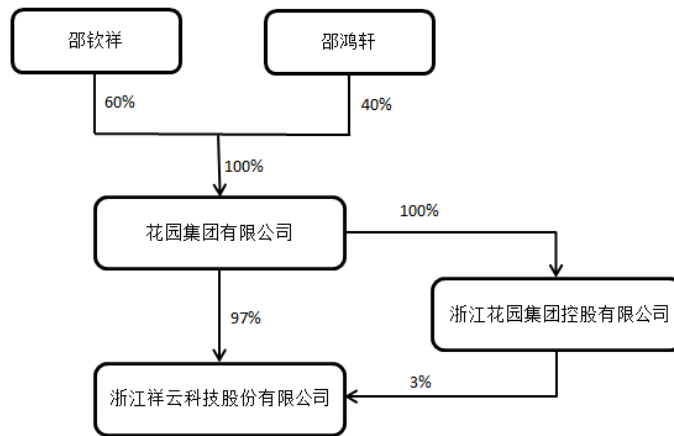 邵钦祥
邵鸿轩
60%
40%
100%
花园集团有限公司
100%
浙江花园集团控股有限公司
97%
浙江祥云科技股份有限公司
3%